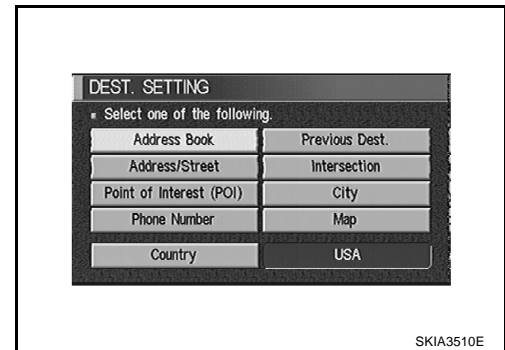 DEST. SETTING
Select one of the following.
Address Book
Previous Dest.
Address/Street
Intersection
Point of Interest (POI)
City
Phone Number
Map
Country
USA
SKIA3510E